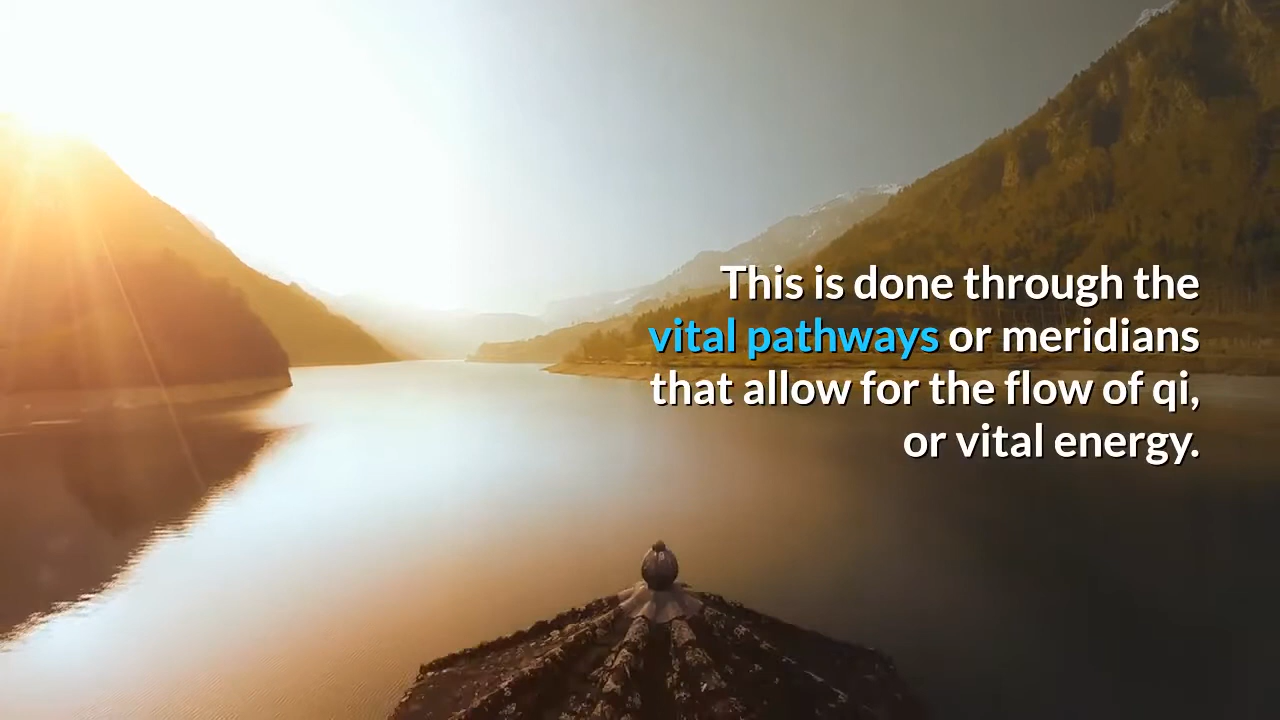 This is done through the
vital pathways or meridians
that allow for the flow of qi,
or vital energy.